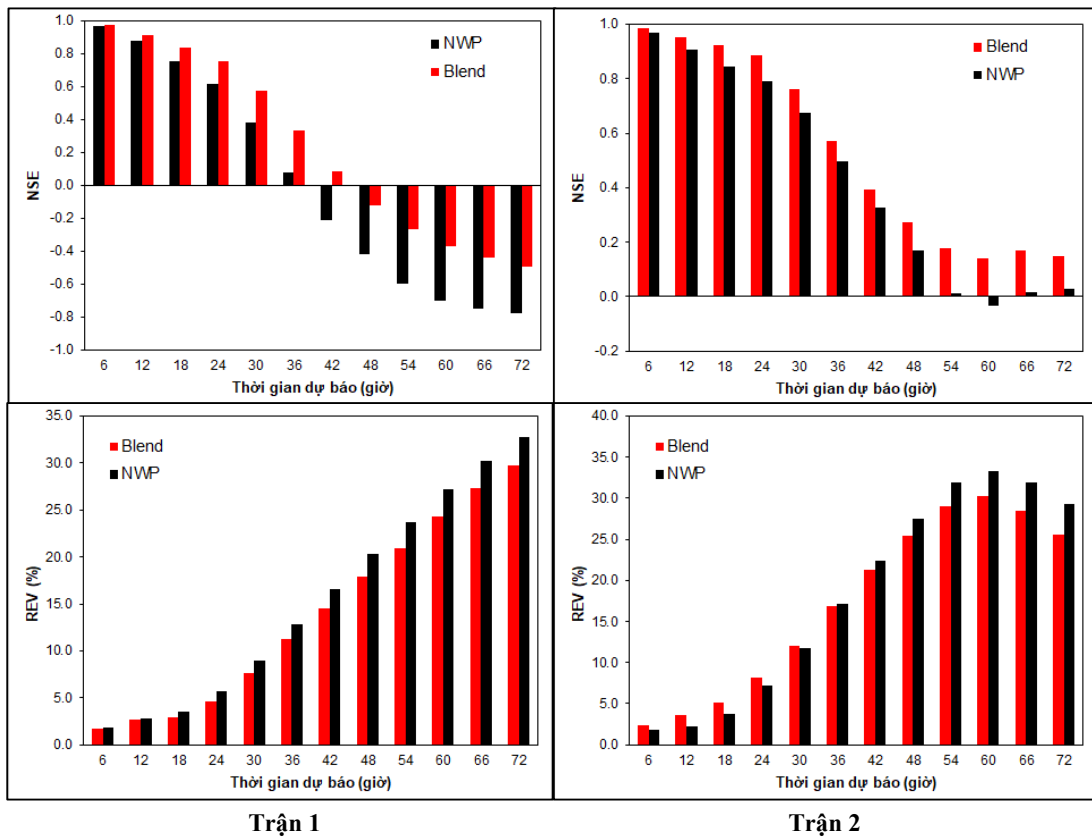 1.0
0.8
0.6
0.4
0.2
0.0
-0.2
-0.4
-0.6
-0.8
-1.0
NSE
NWP
Blend
6 12 18 24 30 36 42 48 54 60 66 72
Thời gian dự báo (giờ)
1.0
0.8
0.6
0.4
0.2
0.0
-0.2
NSE
Blend
NWP
6 12 18 24 30 36 42 48 54 60 66 72
Thời gian dự báo (giờ)
35.0
30.0
25.0
20.0
15.0
10.0
5.0
0.0
REV (%)
Blend
NWP
6 12 18 24 30 36 42 48 54 60 66 72
Thời gian dự báo (giờ)
40.0
35.0
30.0
25.0
20.0
15.0
10.0
5.0
0.0
REV (%)
Blend
NWP
6 12 18 24 30 36 42 48 54 60 66 72
Thời gian dự báo (giờ)
Trận 1
Trận 2